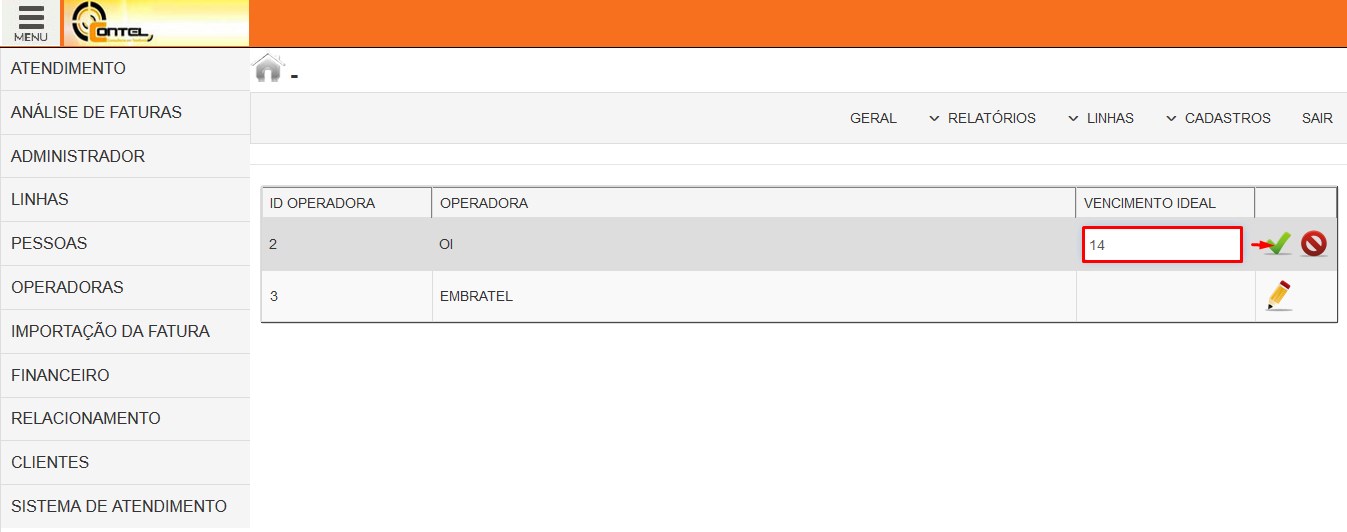 MENU
CONTEL
ATENDIMENTO
ANÁLISE DE FATURAS
ADMINISTRADOR
LINHAS
PESSOAS
OPERADORAS
IMPORTAÇÃO DA FATURA
FINANCEIRO
RELACIONAMENTO
CLIENTES
SISTEMA DE ATENDIMENTO
-
GERAL RELATÓRIOS LINHAS CADASTROS SAIR
ID OPERADORA OPERADORA VENCIMENTO IDEAL
2 OI 14
3 EMBRATEL